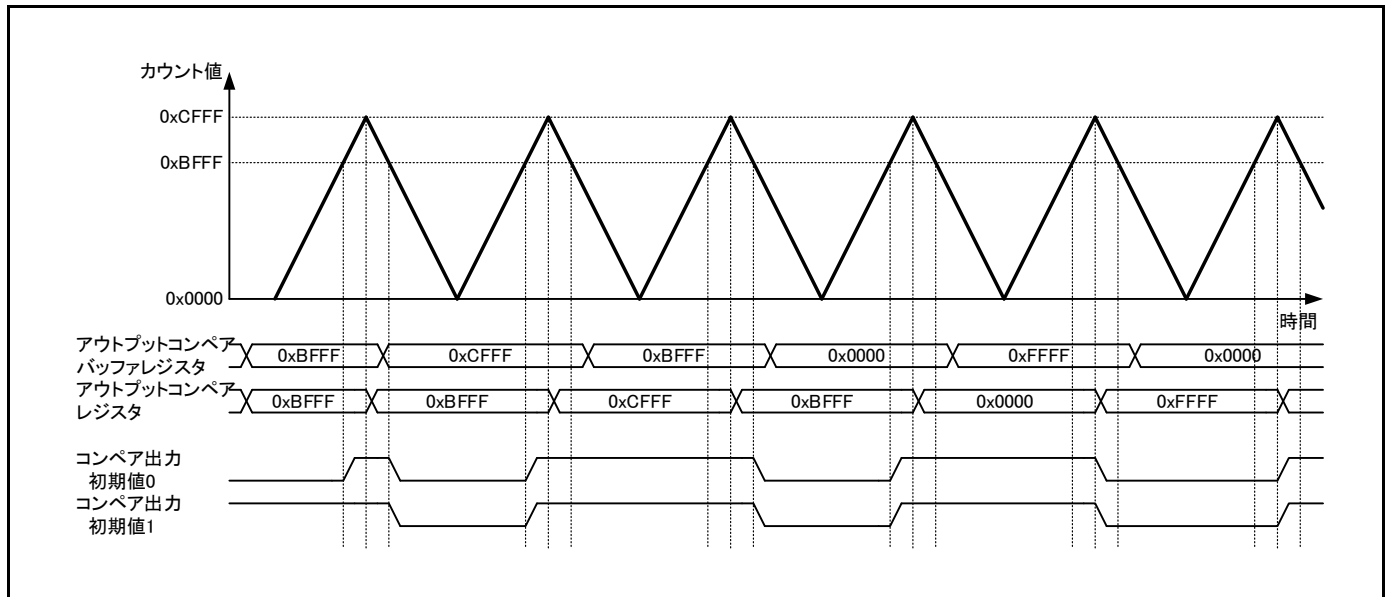 カウント値
0xCFFF
0xBFFF
0x0000
時間
アウトプットコンペア
バッファレジスタ
0xBFFF 0xCFFF 0xBFFF 0x0000 0xFFFF 0x0000
アウトプットコンペア
レジスタ
0xBFFF 0xBFFF 0xCFFF 0xBFFF 0x0000 0xFFFF
コンペア出力
初期値0
コンペア出力
初期値1